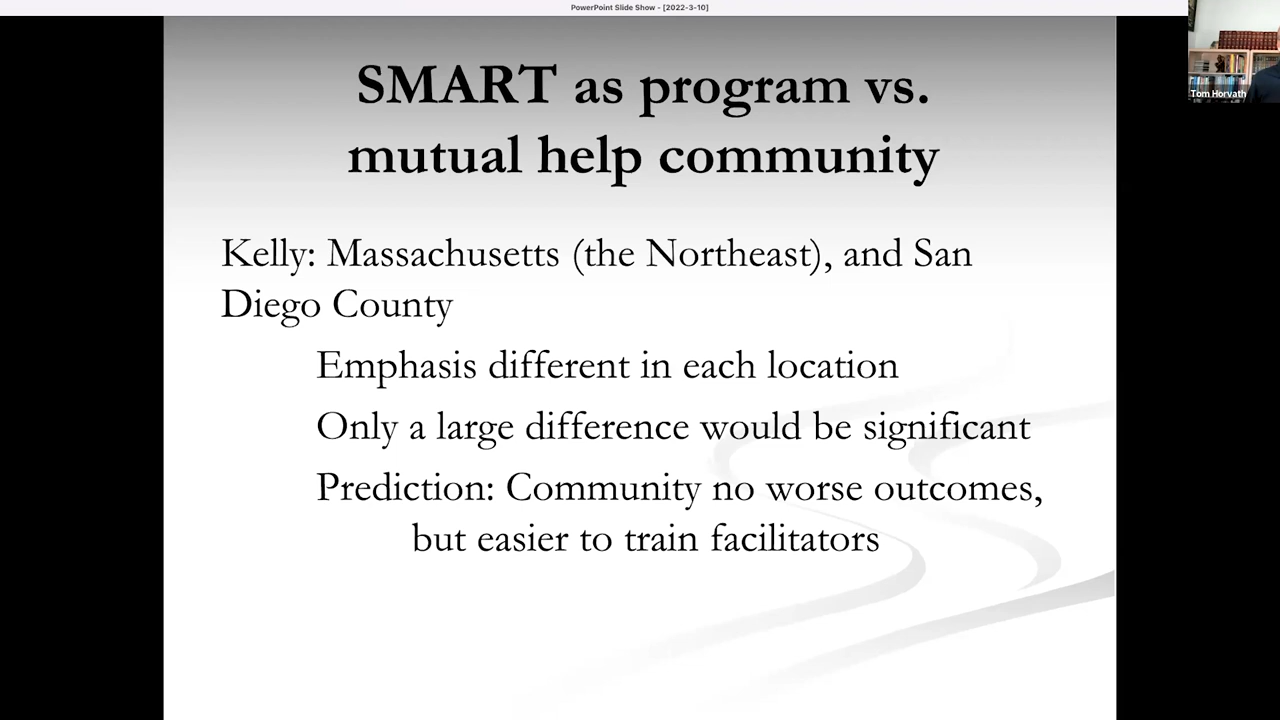 PowerPoint Slide Show - [2022-3-10]
SMART as program vs.
mutual help community
Kelly: Massachusetts (the Northeast), and San
Diego County
Emphasis different in each location
Only a large difference would be significant
Prediction: Community no worse outcomes,
but easier to train facilitators
Tom Horvath